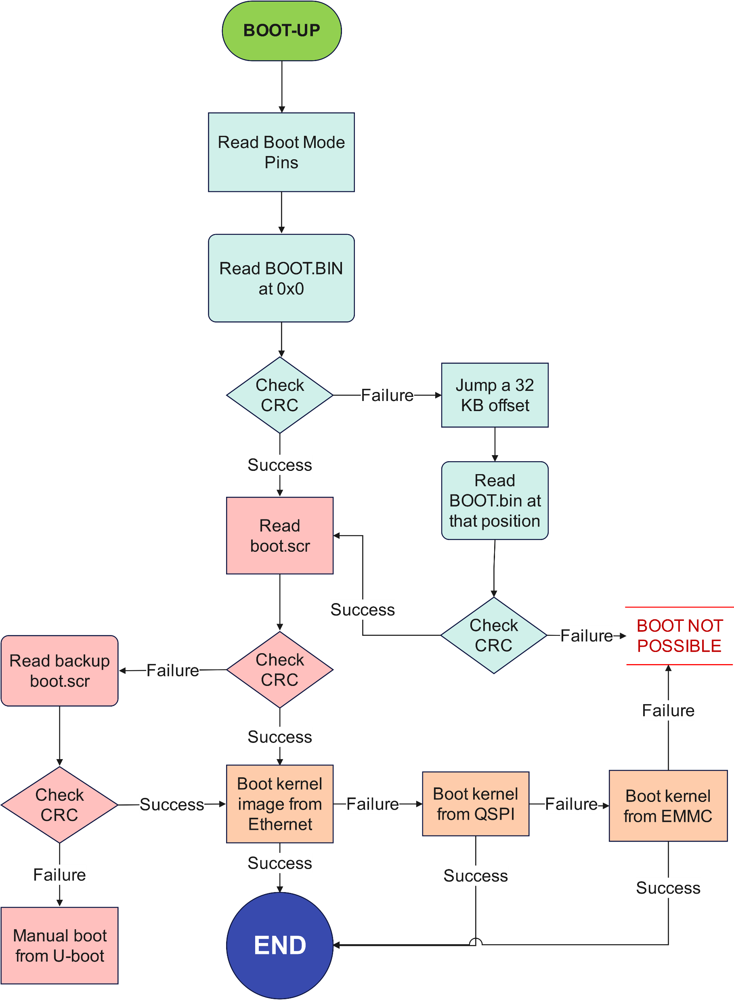 BOOT-UP
Read Boot Mode
Pins
Read BOOT.BIN
at 0x0
Check
CRC
Failure
Jump a 32
KB offset
Success
Read
BOOT.bin at
that position
Read
boot.scr
Success
Check
CRC
Failure
BOOT NOT
POSSIBLE
Check
CRC
Failure
Read backup
boot.scr
Success
Failure
Check
CRC
Success
Boot kernel
image from
Ethernet
Failure
Boot kernel
from QSPI
Failure
Boot kernel
from EMMC
Failure
Success
Success
Success
Manual boot
from U-boot
END